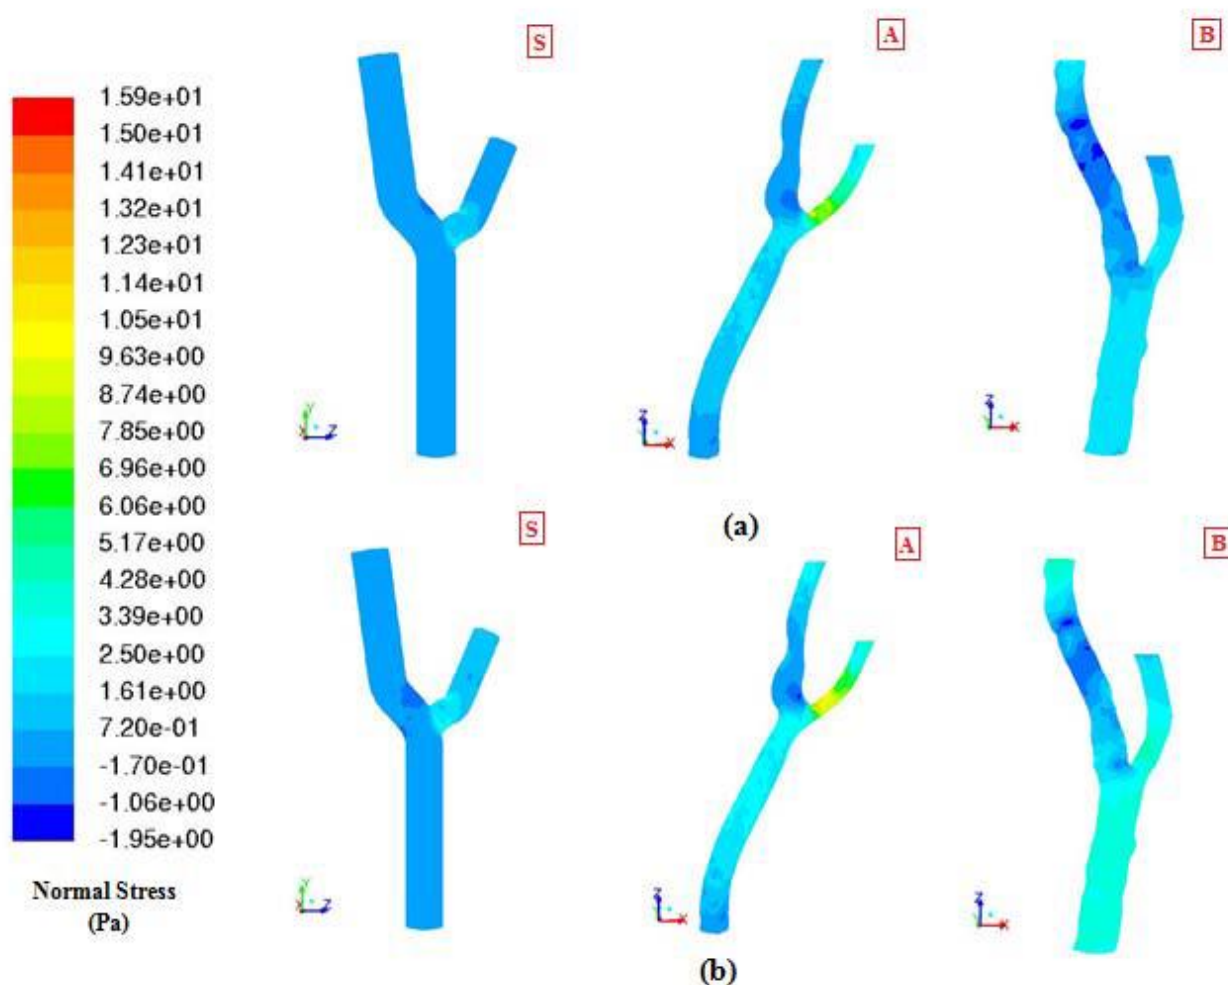 S
A
B
1.59e+01
1.50e+01
1.41e+01
1.32e+01
1.23e+01
1.14e+01
1.05e+01
9.63e+00
8.74e+00
7.85e+00
6.96e+00
6.06e+00
5.17e+00
4.28e+00
3.39e+00
2.50e+00
1.61e+00
7.20e-01
-1.70e-01
-1.06e+00
-1.95e+00
Normal Stress
(Pa)
Y
X Z
Z
X
Z
X
(a)
S
A
B
Y
X Z
Z
X
Z
X
(b)